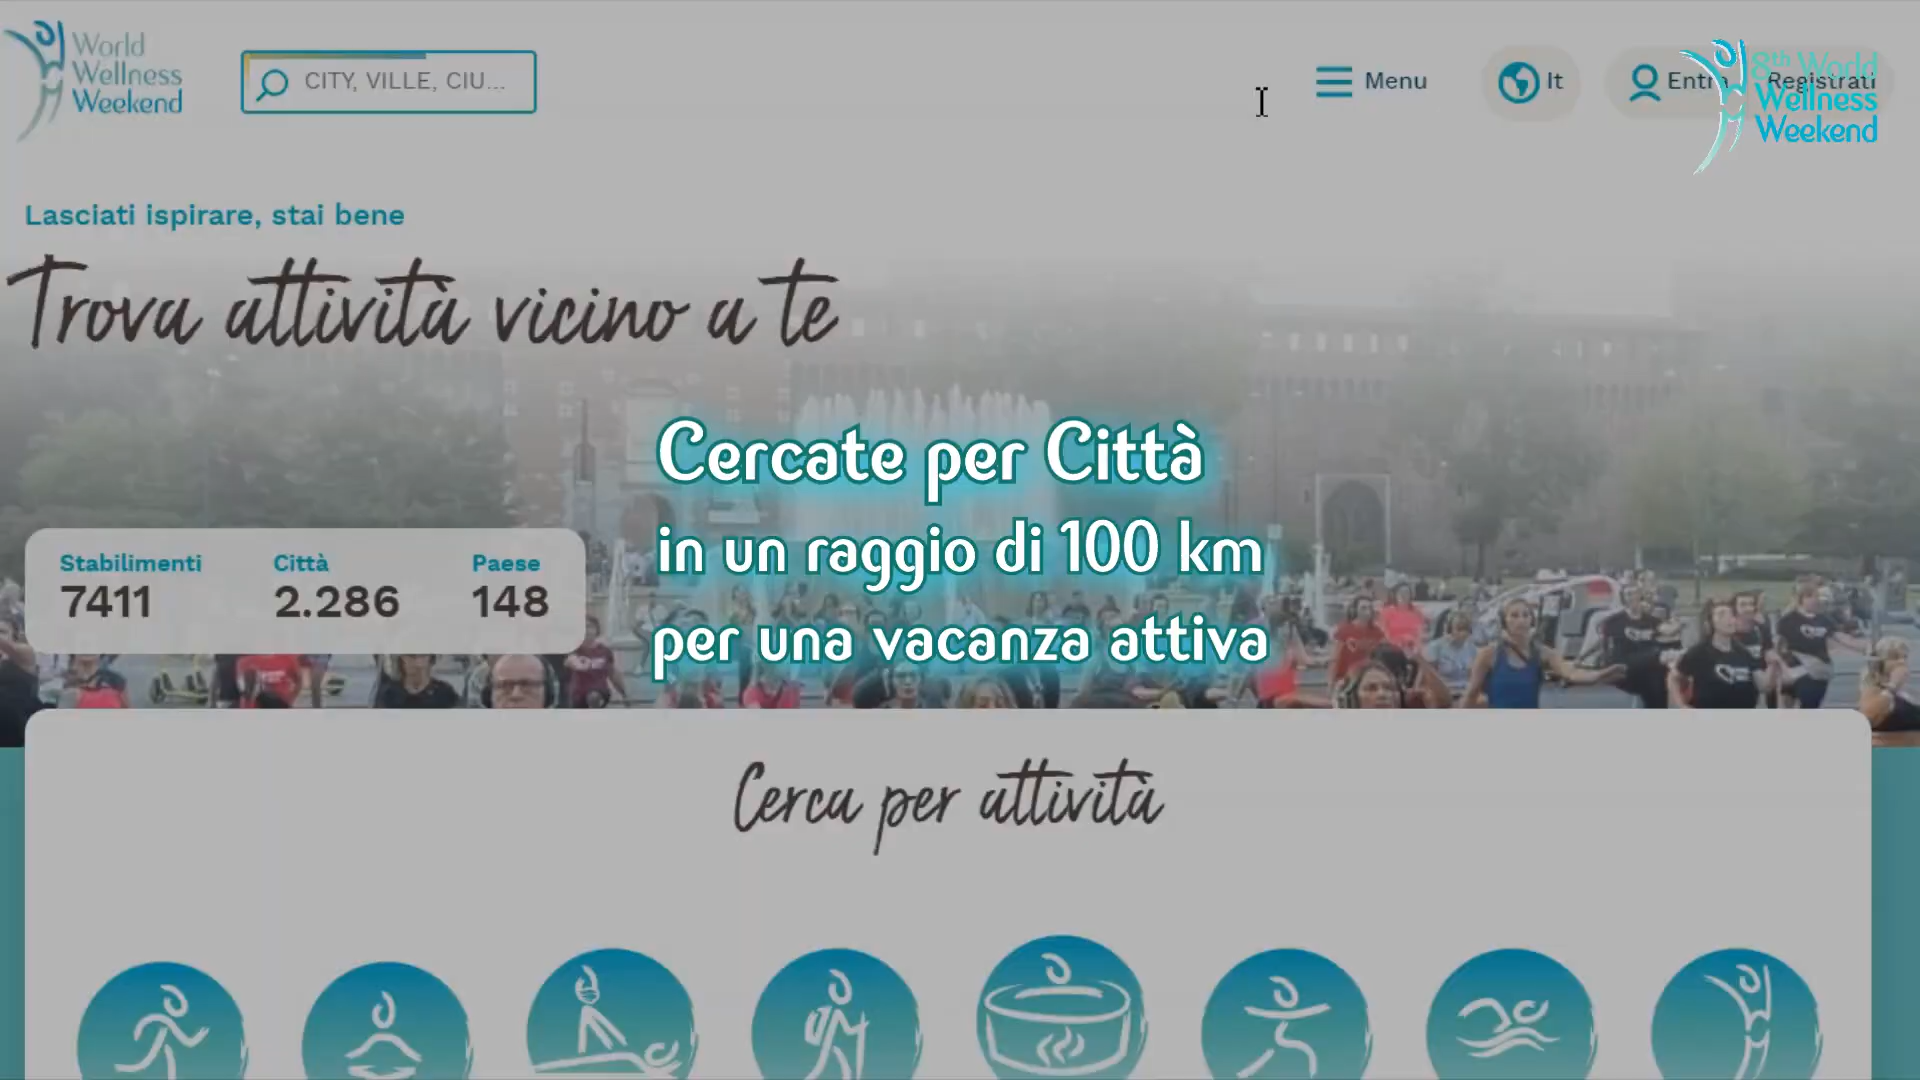 World
Wellness
Weekend
CITY, VILLE, CIU...
Menu
It
Entra
Registrati
8th World
Wellness
Weekend
Lasciati ispirare, stai bene
Trova attività vicino a te
Cercate per Città
in un raggio di 100 km
per una vacanza attiva
Stabilimenti
7411
Città
2.286
Paese
148
Cerca per attività